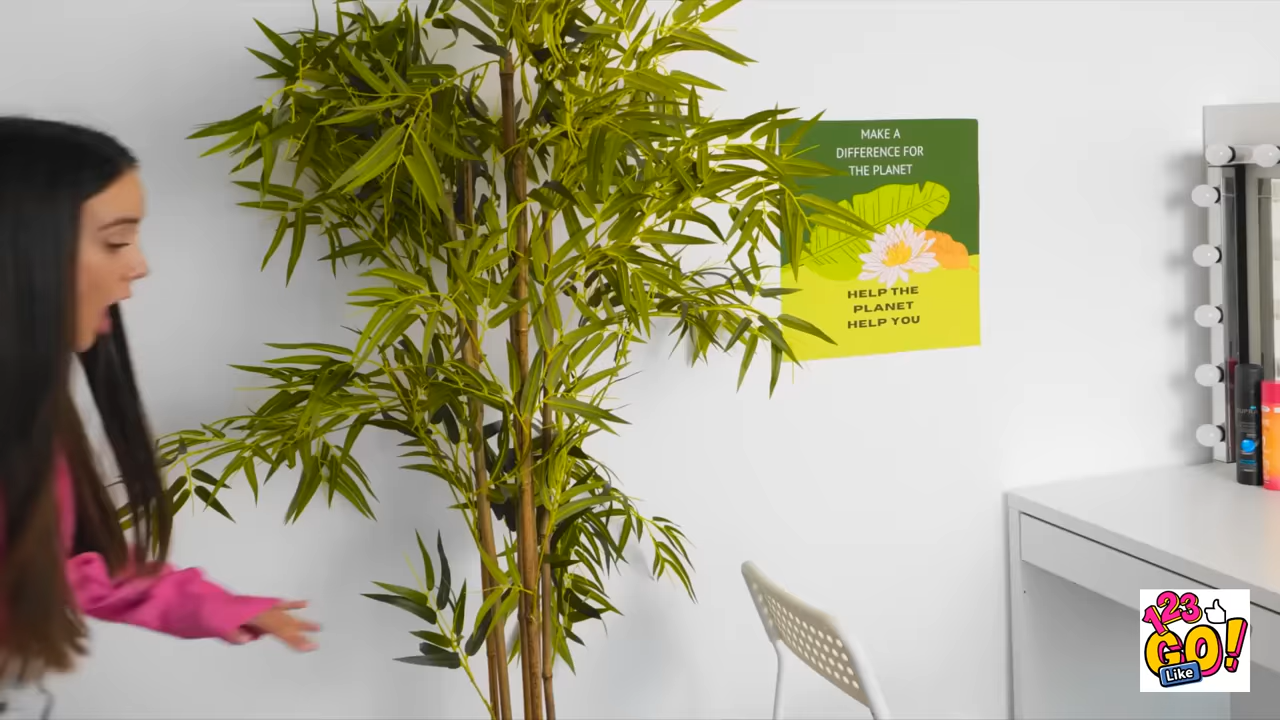 MAKE A
DIFFERENCE FOR
THE PLANET
HELP THE
PLANET
HELP YOU
123
GO!
Like